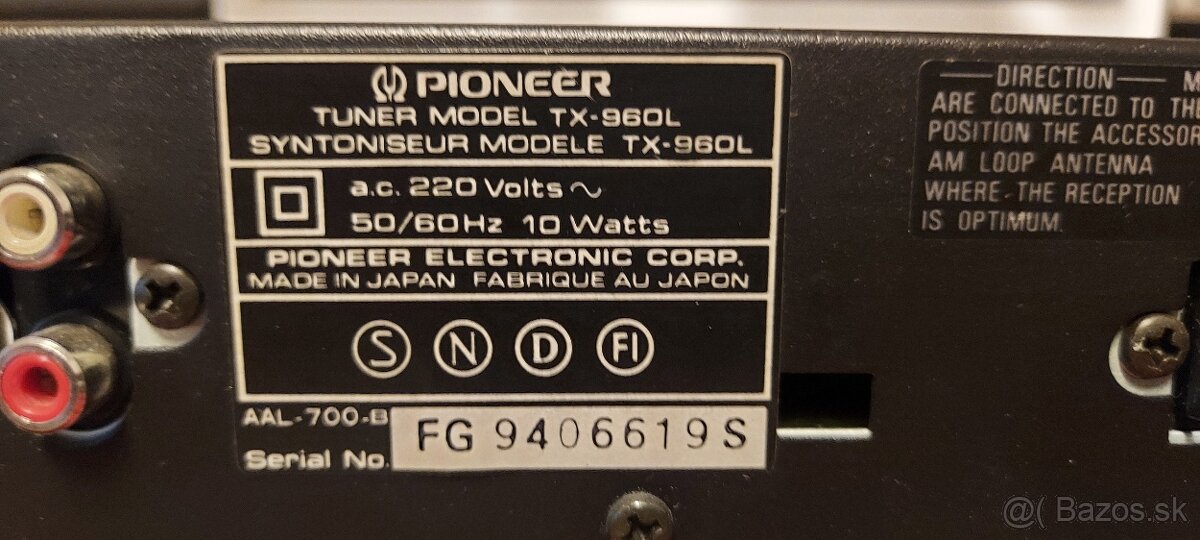 PIONEER
TUNER MODEL TX-960L
SYNTONISEUR MODELE TX-960L
a.c. 220 Volts ~
50/60Hz 10 Watts
PIONEER ELECTRONIC CORP.
MADE IN JAPAN FABRIQUE AU JAPON
S N D FI
AAL-700-B
Serial No. FG 9406619 S
DIRECTION M
ARE CONNECTED TO TH
POSITION THE ACCESSOR
AM LOOP ANTENNA
WHERE THE RECEPTION
IS OPTIMUM.
@( Bazos.sk